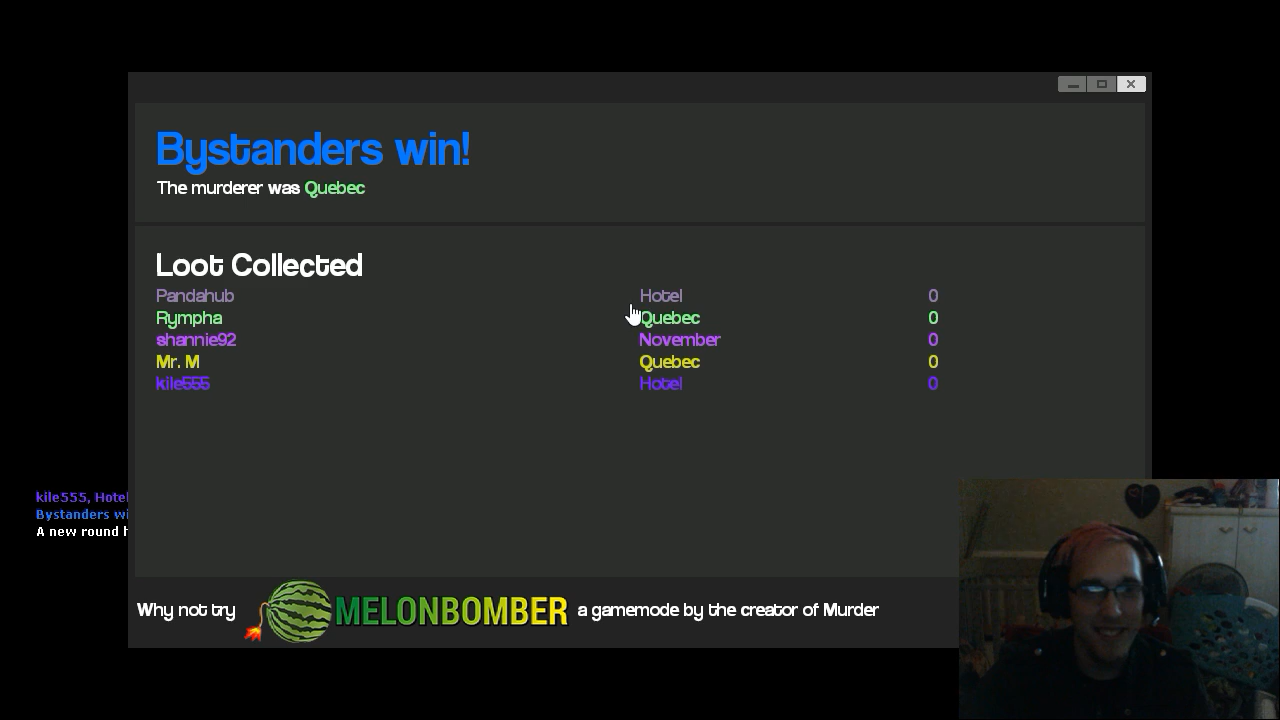 Bystanders win!
The murderer was Quebec
Loot Collected
Pandahub Hotel 0
Rympha Quebec 0
shannie92 November 0
Mr. M Quebec 0
kile555 Hotel 0
kile555, Hotel
Bystanders wi
A new round h
Why not try MELONBOMBER a gamemode by the creator of Murder